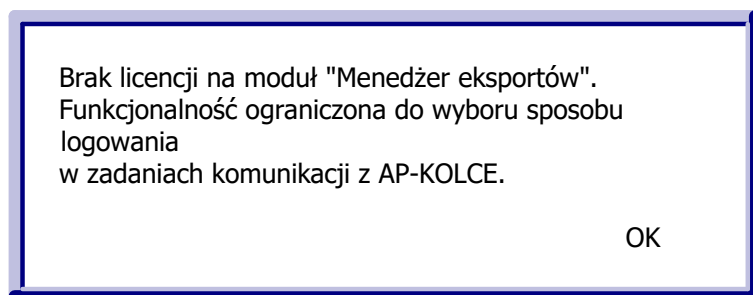 Brak licencji na moduł "Menedżer eksportów".
Funkcjonalność ograniczona do wyboru sposobu
logowania
w zadaniach komunikacji z AP-KOLCE.
OK